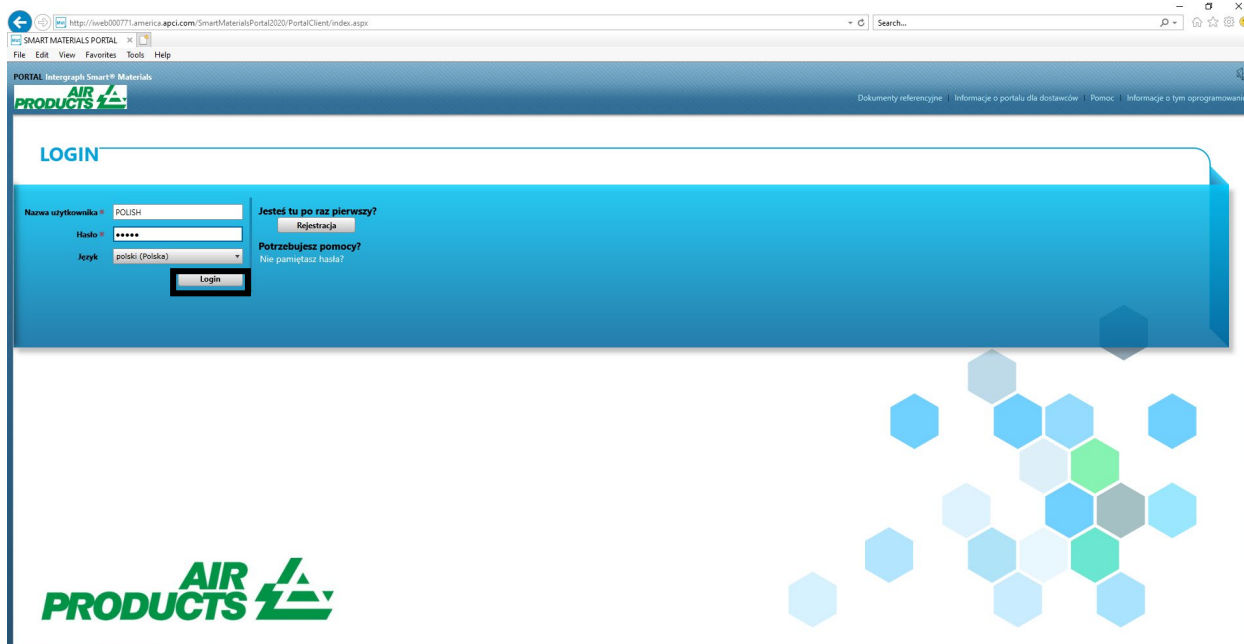 http://iweb000771.america.apci.com/SmartMaterialsPortal2020/PortalClient/index.aspx
Search...
SMART MATERIALS PORTAL
File Edit View Favorites Tools Help
PORTAL Intergraph Smart® Materials
AIR PRODUCTS
Dokumenty referencyjne | Informacje o portalu dla dostawców | Pomoc | Informacje o tym oprogramowaniu
LOGIN
Nazwa użytkownika * POLISH
Hasło * •••••
Język polski (Polska)
Login
Jesteś tu po raz pierwszy?
Rejestracja
Potrzebujesz pomocy?
Nie pamiętasz hasła?
AIR
PRODUCTS